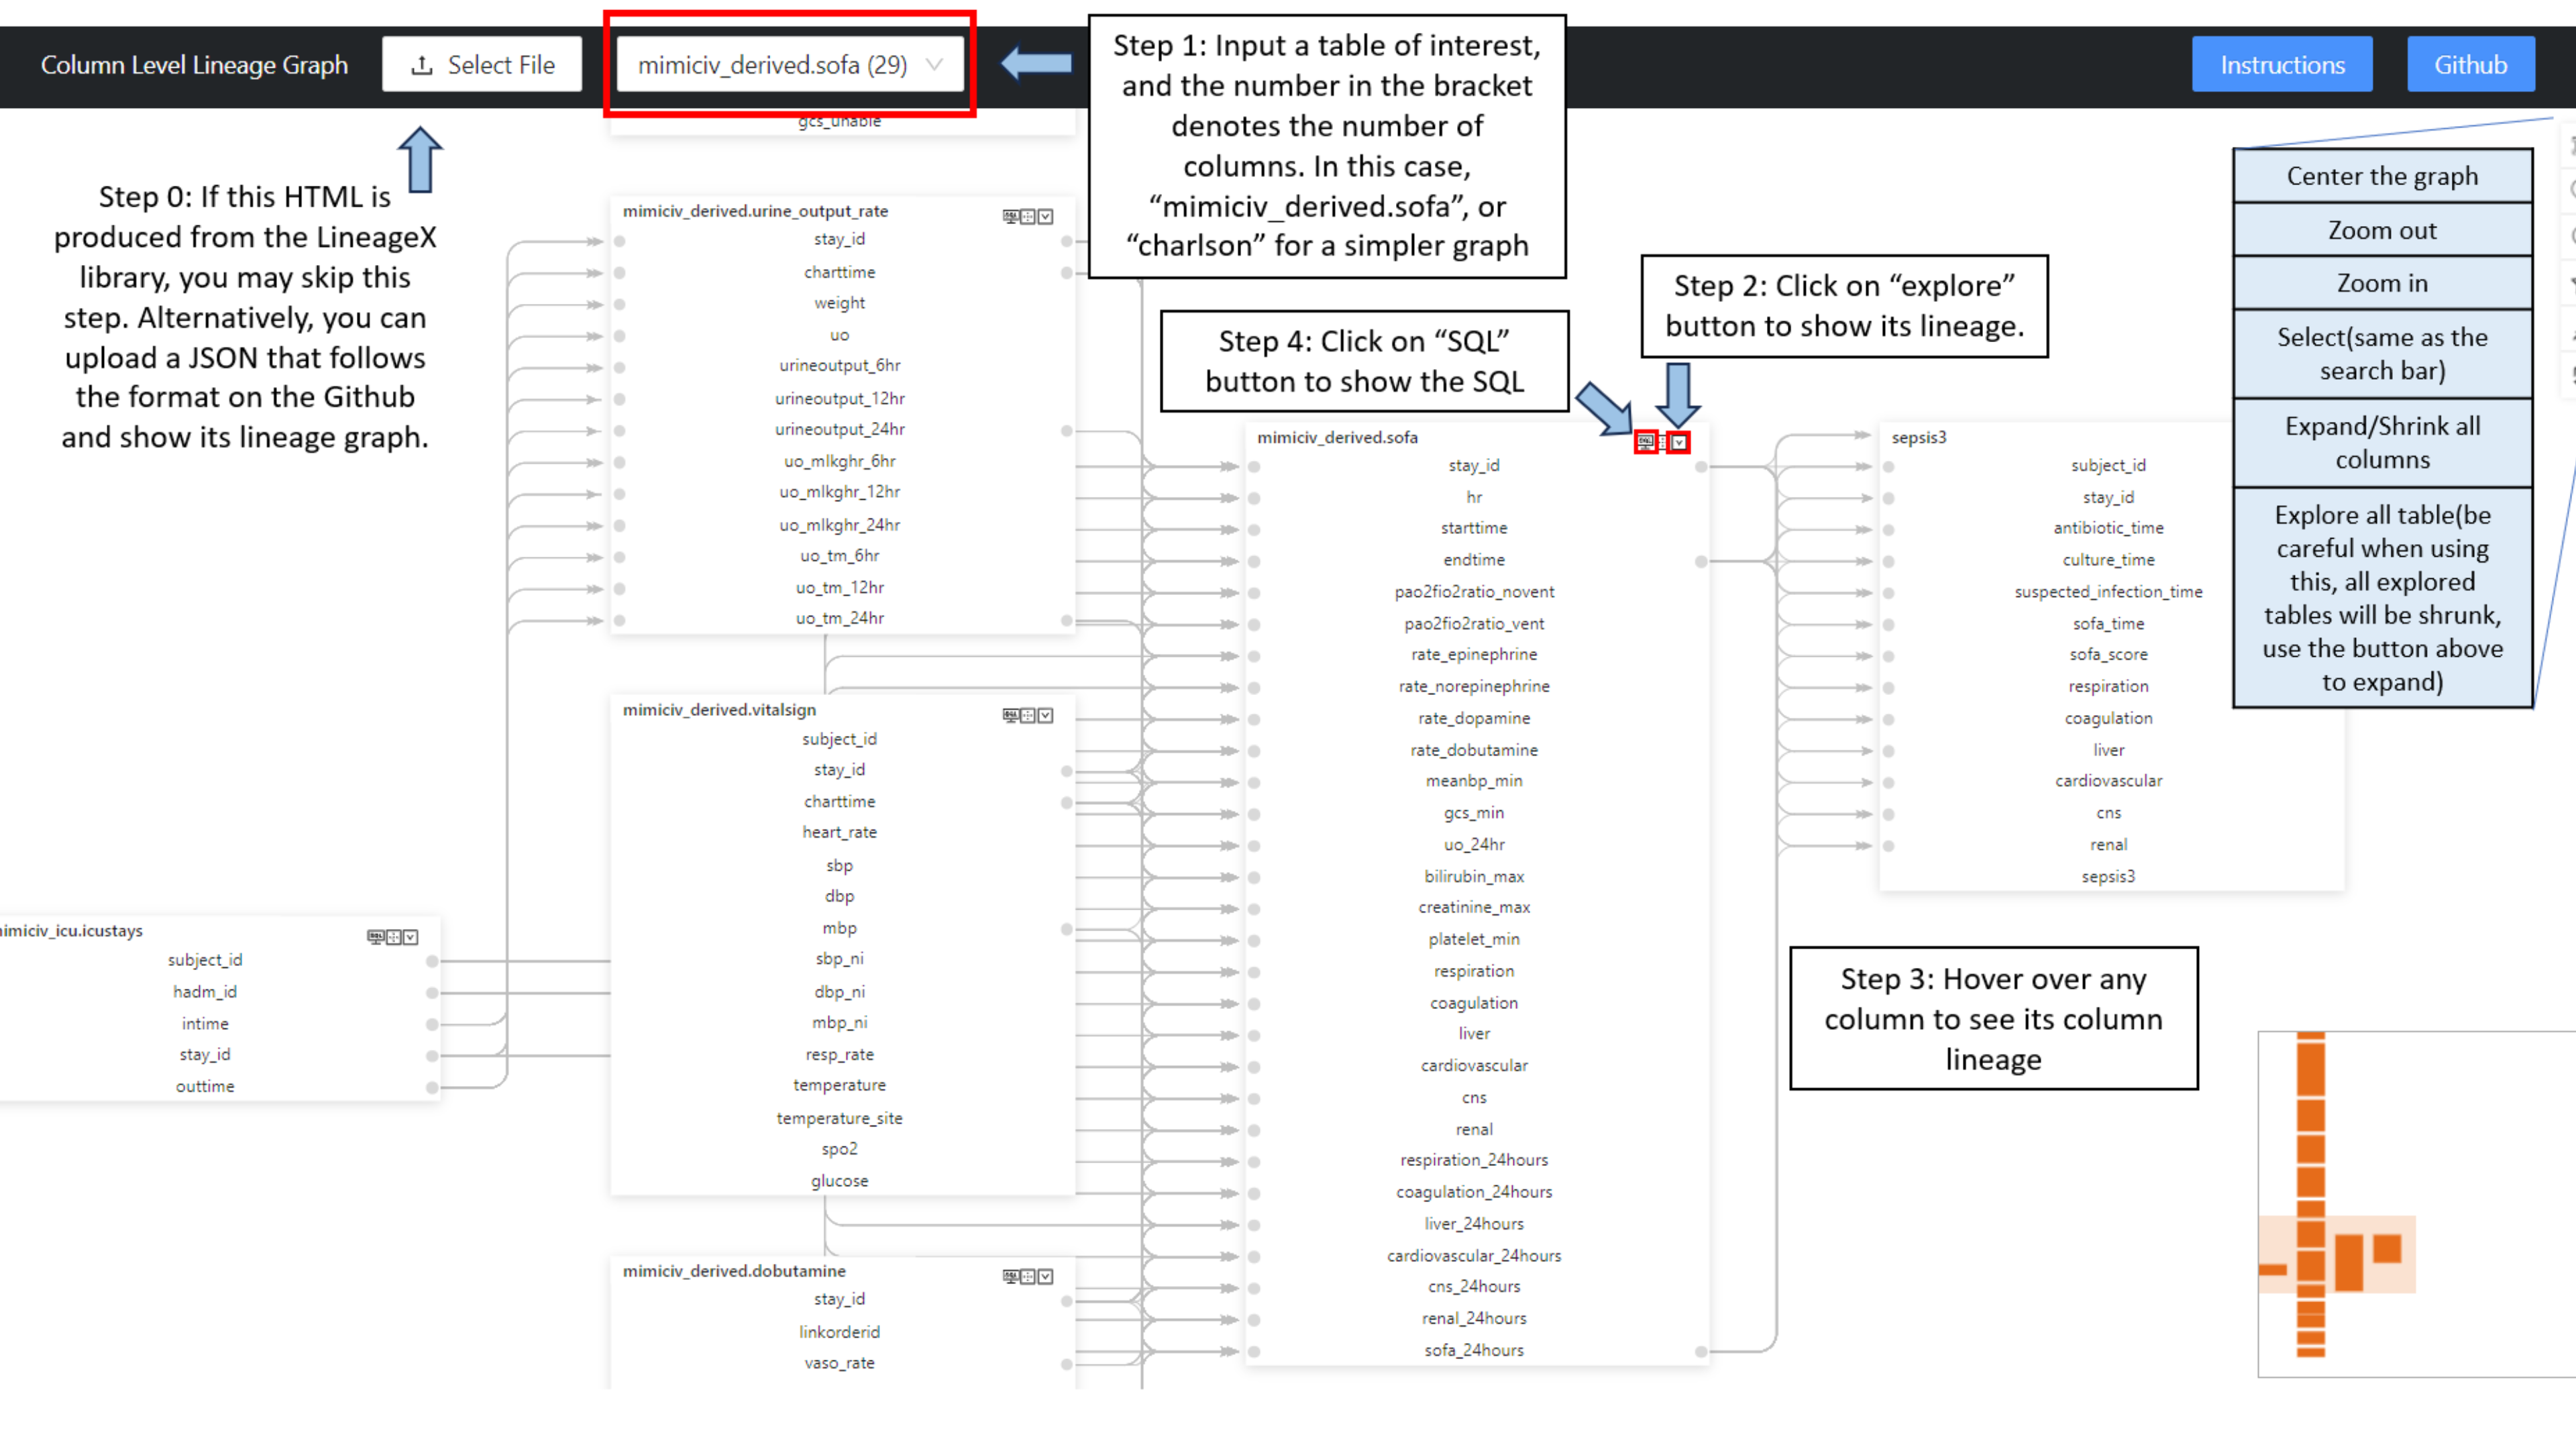 Column Level Lineage Graph
Select File
mimiciv_derived.sofa (29)
Instructions
Github
Step 1: Input a table of interest,
and the number in the bracket
denotes the number of
columns. In this case,
“mimiciv_derived.sofa”, or
“charlson” for a simpler graph
Step 0: If this HTML is
produced from the LineageX
library, you may skip this
step. Alternatively, you can
upload a JSON that follows
the format on the Github
and show its lineage graph.
gcs_unable
mimiciv_derived.urine_output_rate
stay_id
charttime
weight
uo
urineoutput_6hr
urineoutput_12hr
urineoutput_24hr
uo_mlkghr_6hr
uo_mlkghr_12hr
uo_mlkghr_24hr
uo_tm_6hr
uo_tm_12hr
uo_tm_24hr
Step 2: Click on “explore”
button to show its lineage.
Step 4: Click on “SQL”
button to show the SQL
Center the graph
Zoom out
Zoom in
Select(same as the
search bar)
Expand/Shrink all
columns
Explore all table(be
careful when using
this, all explored
tables will be shrunk,
use the button above
to expand)
mimiciv_derived.vitalsign
subject_id
stay_id
charttime
heart_rate
sbp
dbp
mbp
sbp_ni
dbp_ni
mbp_ni
resp_rate
temperature
temperature_site
spo2
glucose
imiciv_icu.icustays
subject_id
hadm_id
intime
stay_id
outtime
mimiciv_derived.dobutamine
stay_id
linkorderid
vaso_rate
mimiciv_derived.sofa
stay_id
hr
starttime
endtime
pao2fio2ratio_novent
pao2fio2ratio_vent
rate_epinephrine
rate_norepinephrine
rate_dopamine
rate_dobutamine
meanbp_min
gcs_min
uo_24hr
bilirubin_max
creatinine_max
platelet_min
respiration
coagulation
liver
cardiovascular
cns
renal
respiration_24hours
coagulation_24hours
liver_24hours
cardiovascular_24hours
cns_24hours
renal_24hours
sofa_24hours
sepsis3
subject_id
stay_id
antibiotic_time
culture_time
suspected_infection_time
sofa_time
sofa_score
respiration
coagulation
liver
cardiovascular
cns
renal
sepsis3
Step 3: Hover over any
column to see its column
lineage